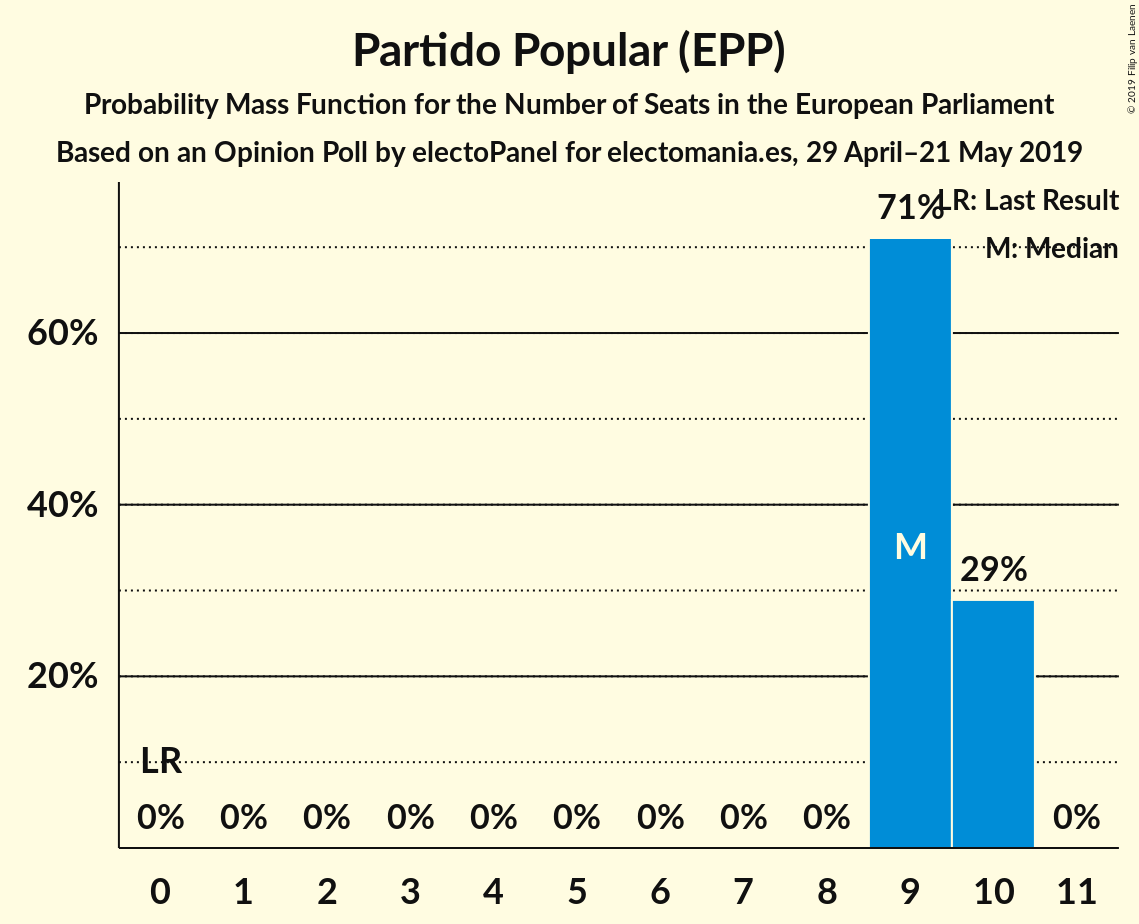 Partido Popular (EPP)
Probability Mass Function for the Number of Seats in the European Parliament
Based on an Opinion Poll by electoPanel for electomania.es, 29 April–21 May 2019
© 2019 Filip van Laenen
LR: Last Result
M: Median
71%
60%
M
40%
29%
20%
LR
0% 0% 0% 0% 0% 0% 0% 0% 0% 0%
0 1 2 3 4 5 6 7 8 9 10 11